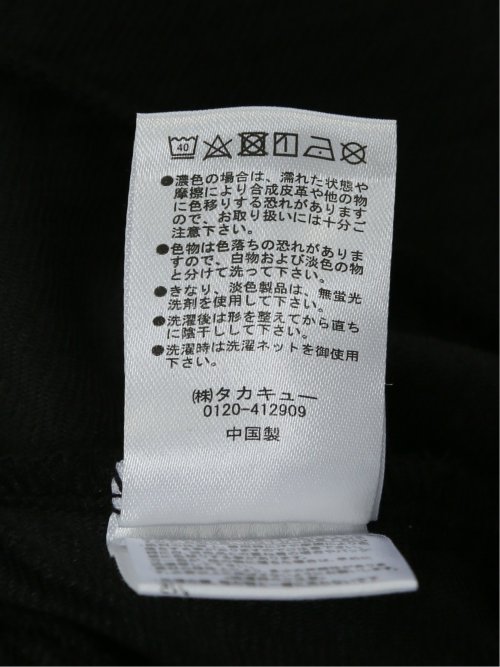 40
●濃色の場合は、濡れた状態や
摩擦により合成皮革や他の物
に色移りする恐れがあります
ので、お取り扱いには十分ご
注意下さい。
●色物は色落ちの恐れがありま
すので、白物および淡色の物
と分けて洗って下さい。
●きなり、淡色製品は、無蛍光
洗剤を使用して下さい。
●洗濯後は形を整えてから直ち
に陰干しして下さい。
●洗濯時は洗濯ネットを御使用
下さい。
㈱タカキュー
0120-412909
中国製